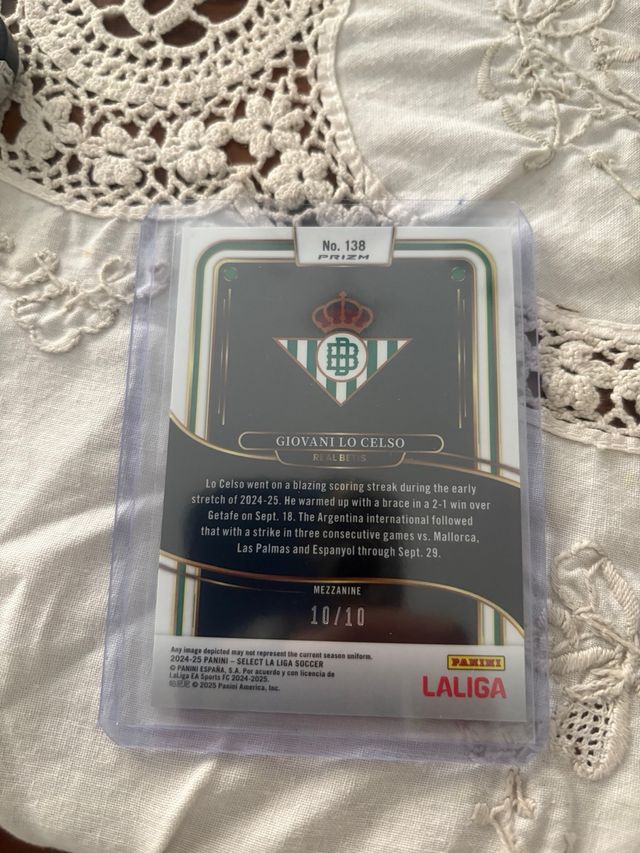 No. 138
PRIZM
GIOVANI LO CELSO
REAL BETIS
Lo Celso went on a blazing scoring streak during the early
stretch of 2024-25. He warmed up with a brace in a 2-1 win over
Getafe on Sept. 18. The Argentina international followed
that with a strike in three consecutive games vs. Mallorca,
Las Palmas and Espanyol through Sept. 29.
MEZZANINE
10/10
Any image depicted may not represent the current season uniform.
2024-25 PANINI – SELECT LA LIGA SOCCER
© PANINI ESPAÑA, S.A. Por acuerdo y con licencia de
LaLiga EA Sports FC 2024-2025.
© 2025 Panini America, Inc.
PANINI
LALIGA